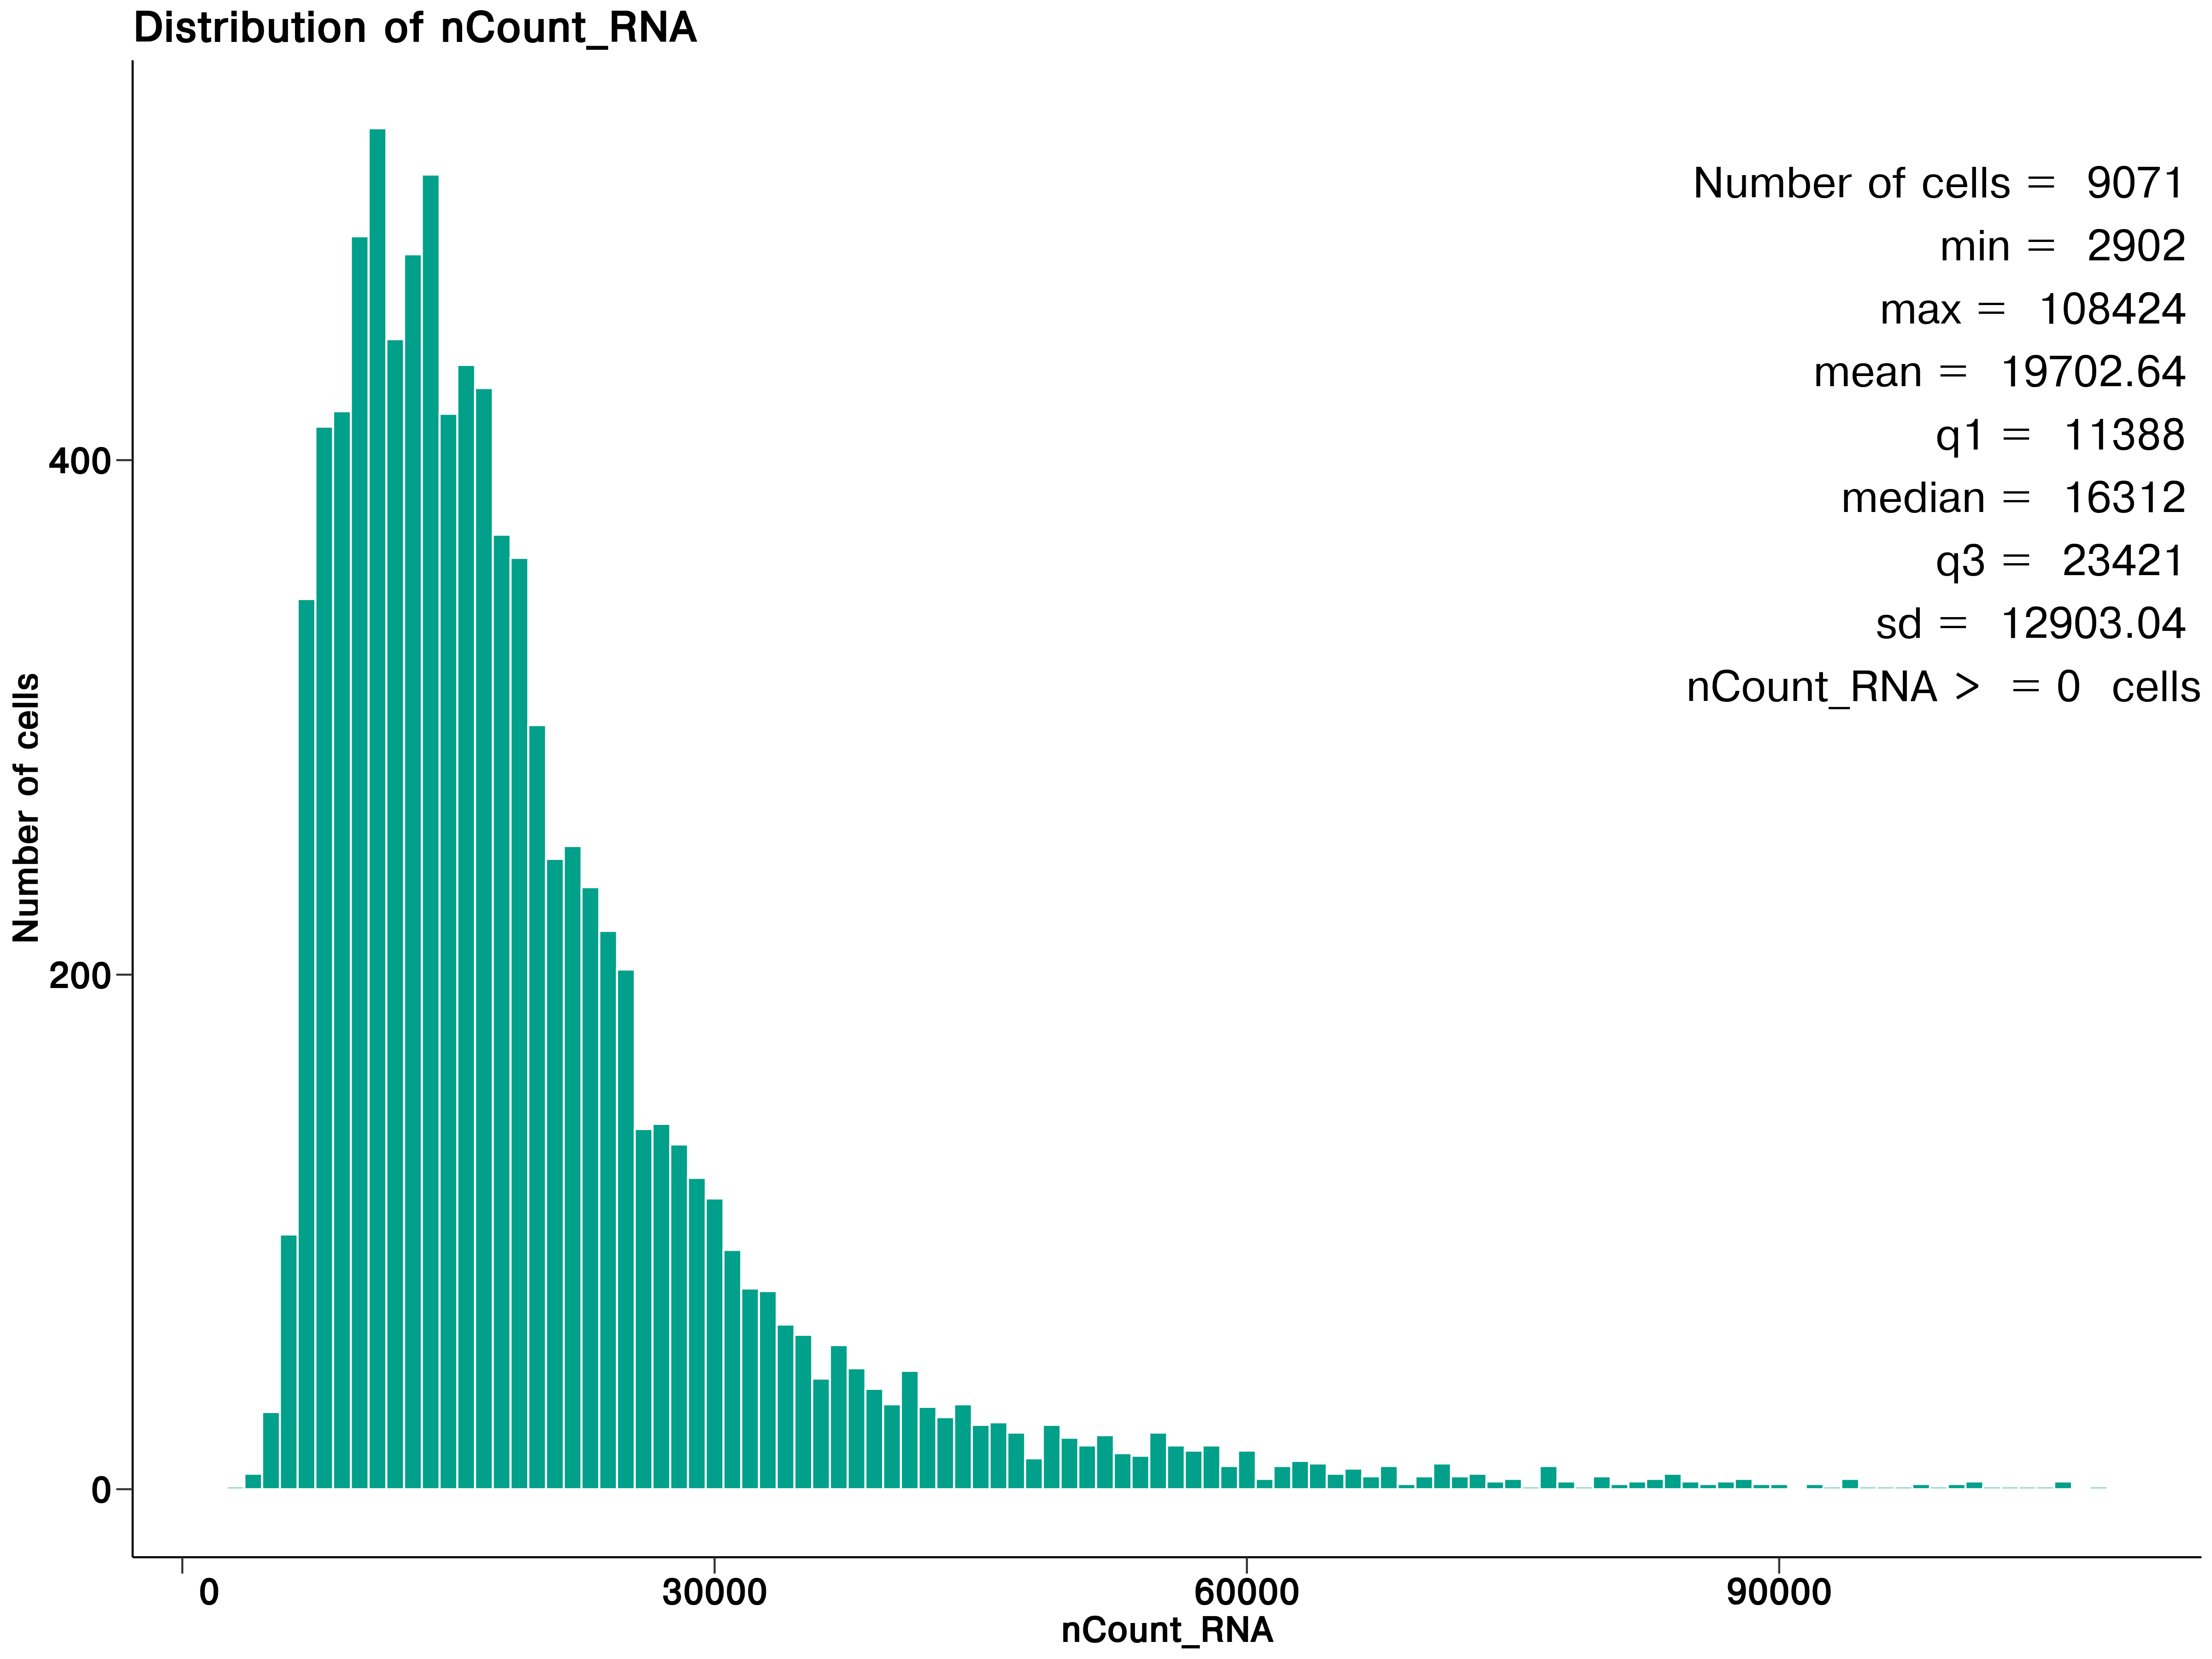 Distribution of nCount_RNA
Number of cells = 9071
min = 2902
max = 108424
mean = 19702.64
q1 = 11388
median = 16312
q3 = 23421
sd = 12903.04
nCount_RNA > = 0 cells
Number of cells
400
200
0
0 30000 60000 90000
nCount_RNA